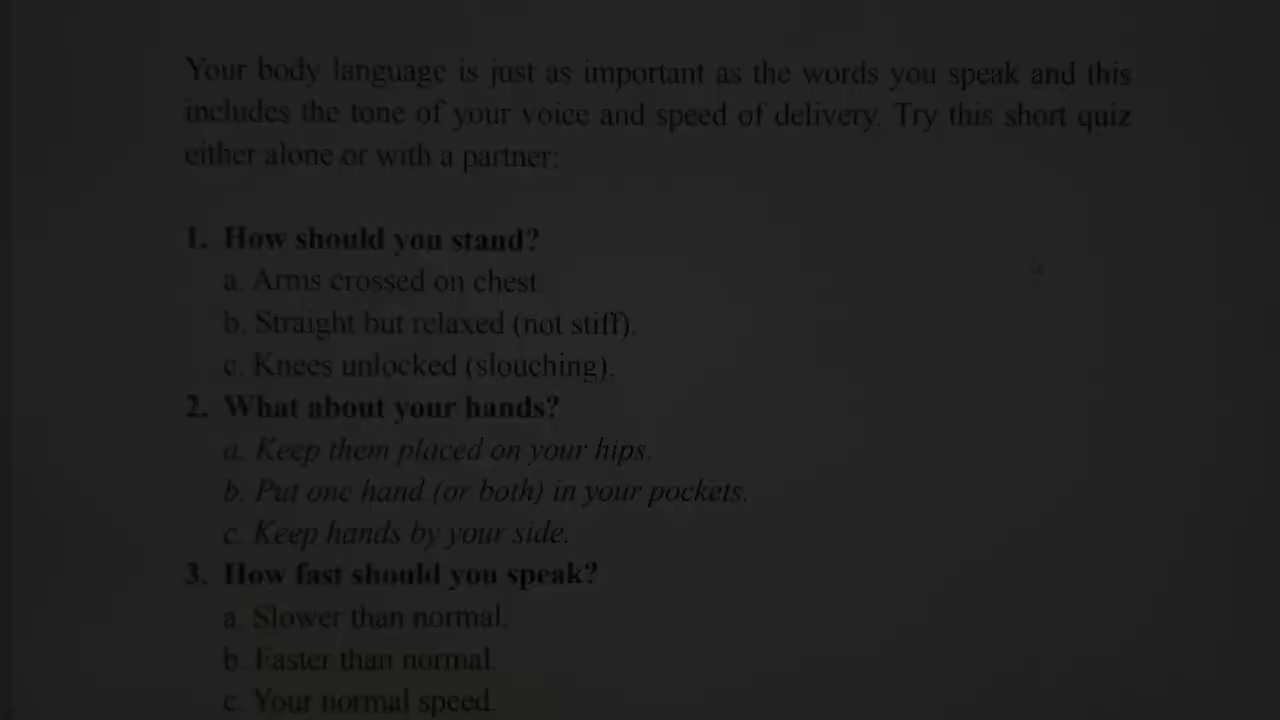 Your body language is just as important as the words you speak and this
includes the tone of your voice and speed of delivery. Try this short quiz
either alone or with a partner:
1. How should you stand?
a. Arms crossed on chest.
b. Straight but relaxed (not stiff).
c. Knees unlocked (slouching).
2. What about your hands?
a. Keep them placed on your hips.
b. Put one hand (or both) in your pockets.
c. Keep hands by your side.
3. How fast should you speak?
a. Slower than normal.
b. Faster than normal.
c. Your normal speed.